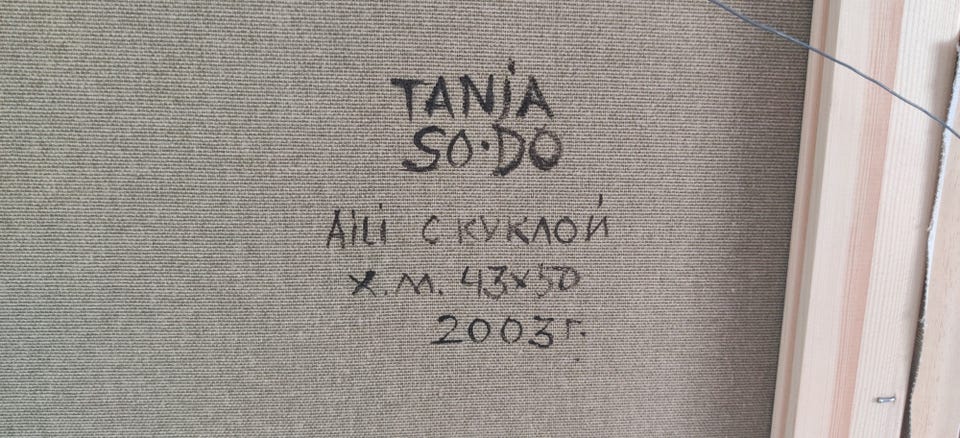 TANjA
SO·DO
AiLi С КУКЛОЙ
Х.М. 43х50
2003г.